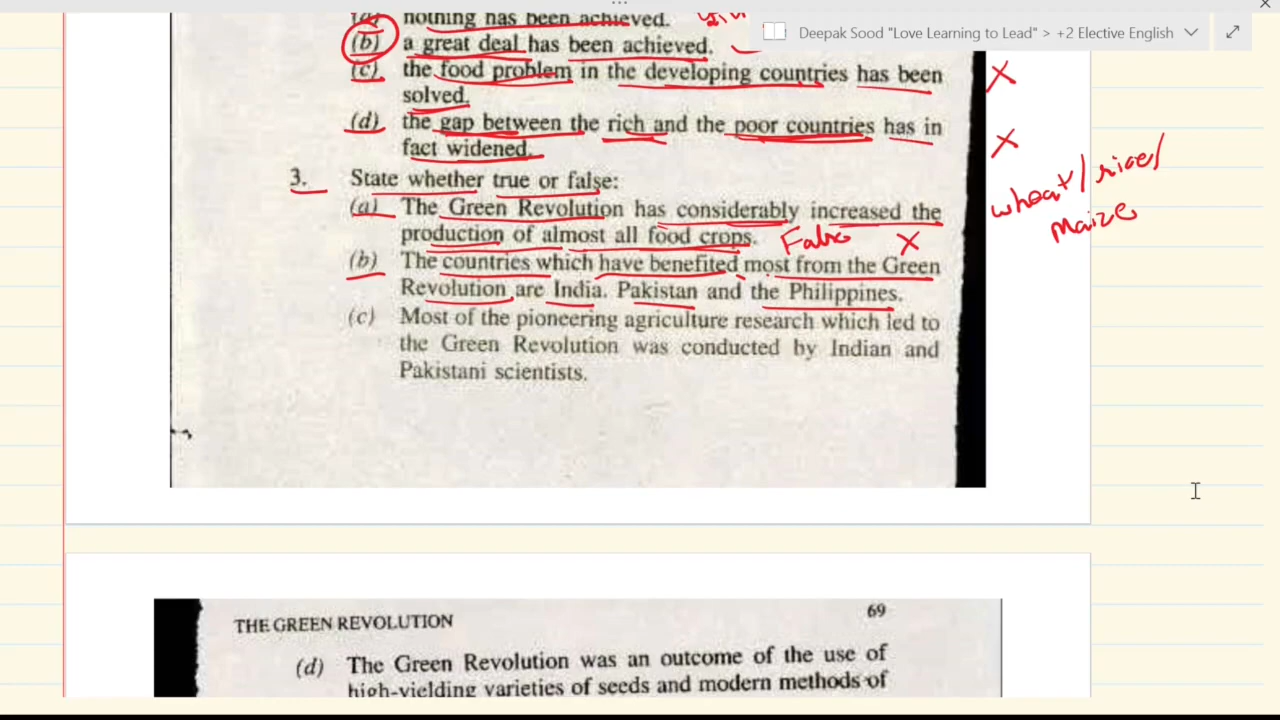 (a) nothing has been achieved.
Deepak Sood "Love Learning to Lead" > +2 Elective English
(b) a great deal has been achieved.
(c) the food problem in the developing countries has been
solved.
(d) the gap between the rich and the poor countries has in
fact widened.
3. State whether true or false:
wheat/rice/
Maize
(a) The Green Revolution has considerably increased the
production of almost all food crops. False X
(b) The countries which have benefited most from the Green
Revolution are India. Pakistan and the Philippines.
(c) Most of the pioneering agriculture research which led to
the Green Revolution was conducted by Indian and
Pakistani scientists.
THE GREEN REVOLUTION 69
(d) The Green Revolution was an outcome of the use of
high-yielding varieties of seeds and modern methods of